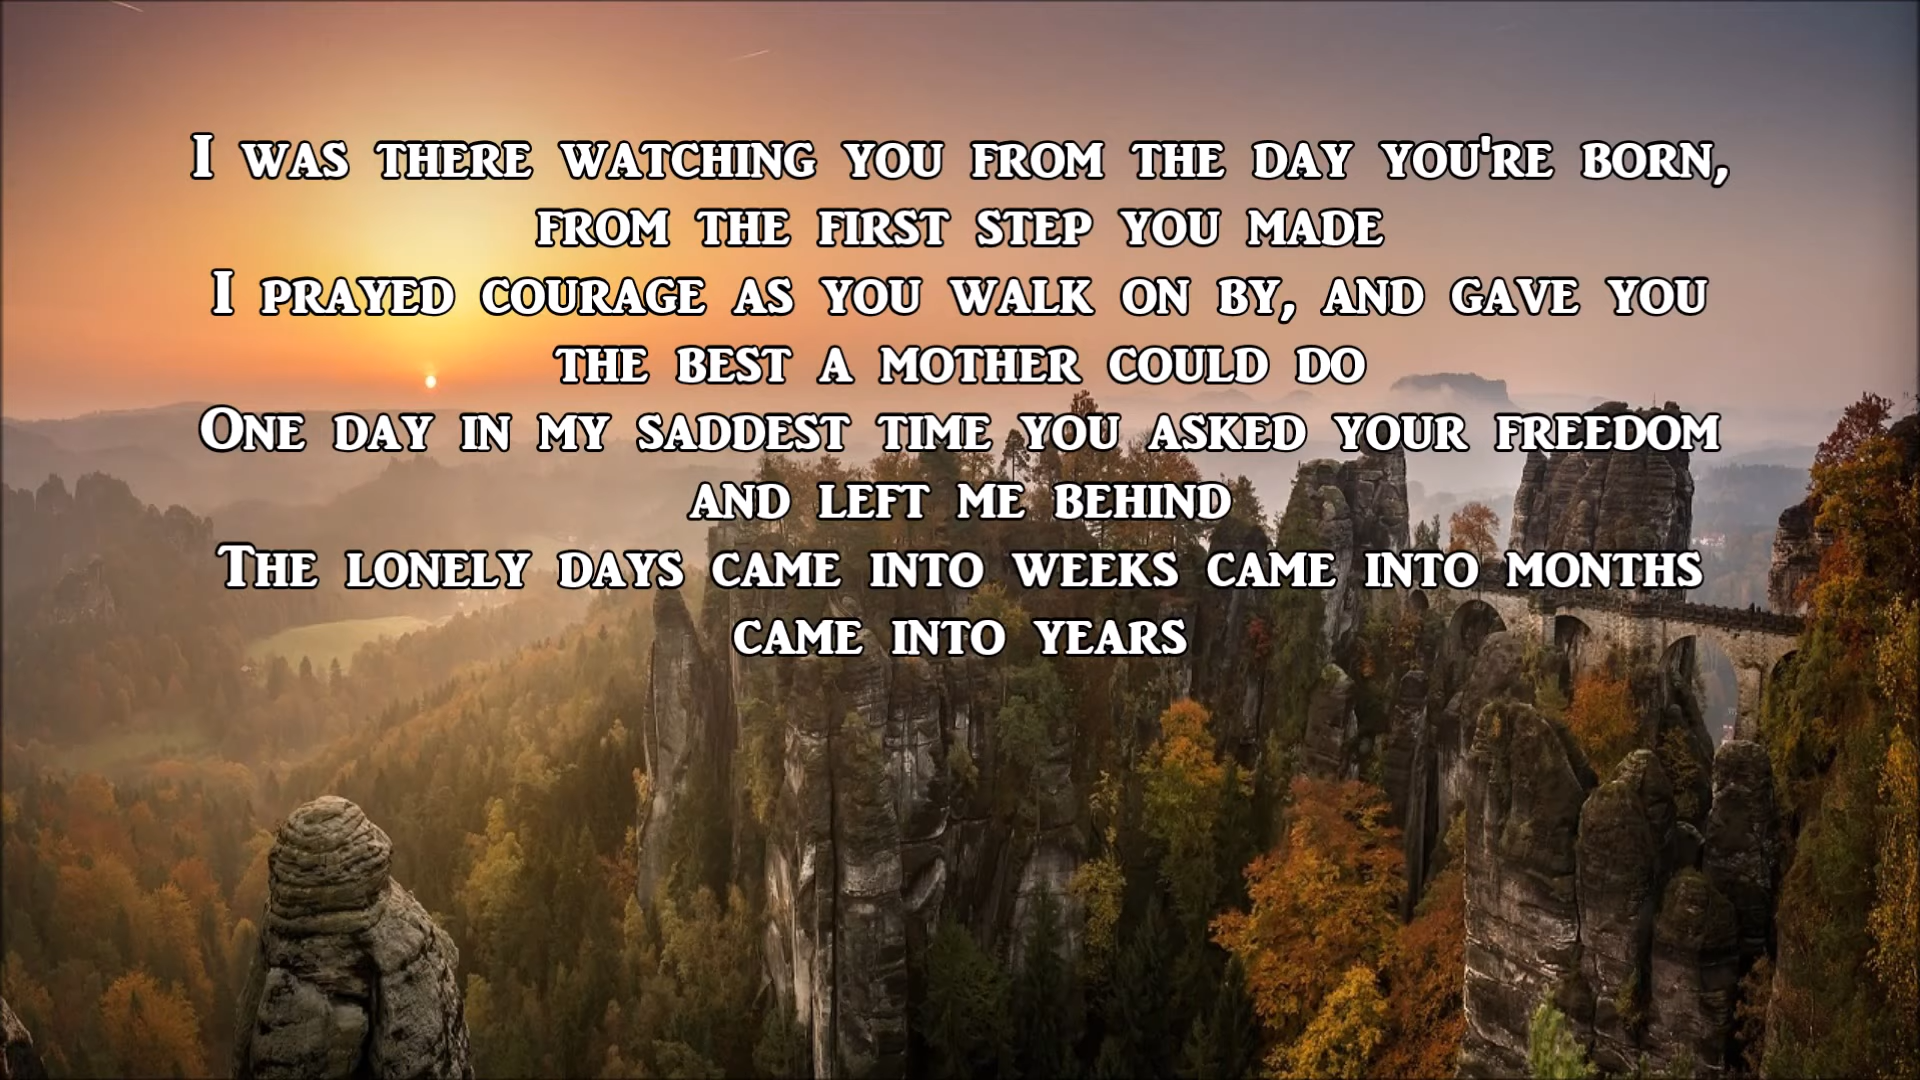 I was there watching you from the day you're born,
from the first step you made
I prayed courage as you walk on by, and gave you
the best a mother could do
One day in my saddest time you asked your freedom
and left me behind
The lonely days came into weeks came into months
came into years